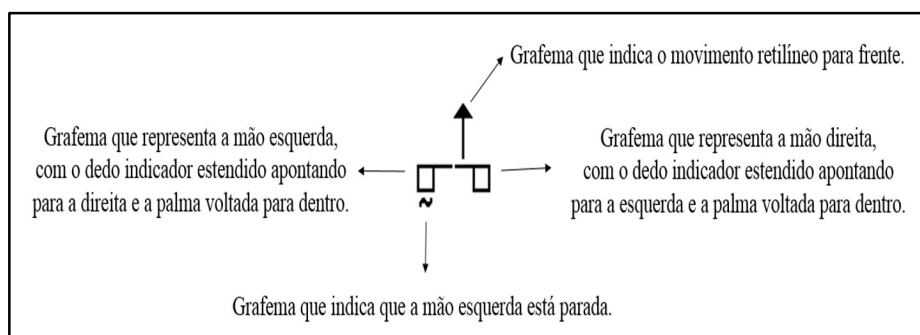 Grafema que indica o movimento retilíneo para frente.
Grafema que representa a mão esquerda,
com o dedo indicador estendido apontando
para a direita e a palma voltada para dentro.
Grafema que representa a mão direita,
com o dedo indicador estendido apontando
para a esquerda e a palma voltada para dentro.
Grafema que indica que a mão esquerda está parada.